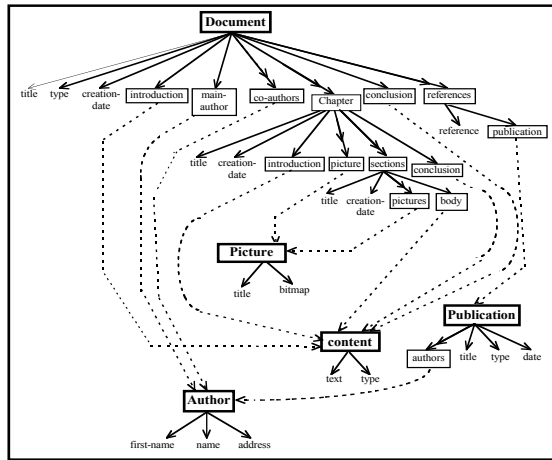 Document
title
type
creation-
date
introduction
main-
author
co-authors
Chapter
conclusion
references
reference
publication
title
creation-
date
introduction
picture
sections
conclusion
title
creation-
date
pictures
body
Picture
title
bitmap
Publication
authors
title
type
date
content
text
type
Author
first-name
name
address